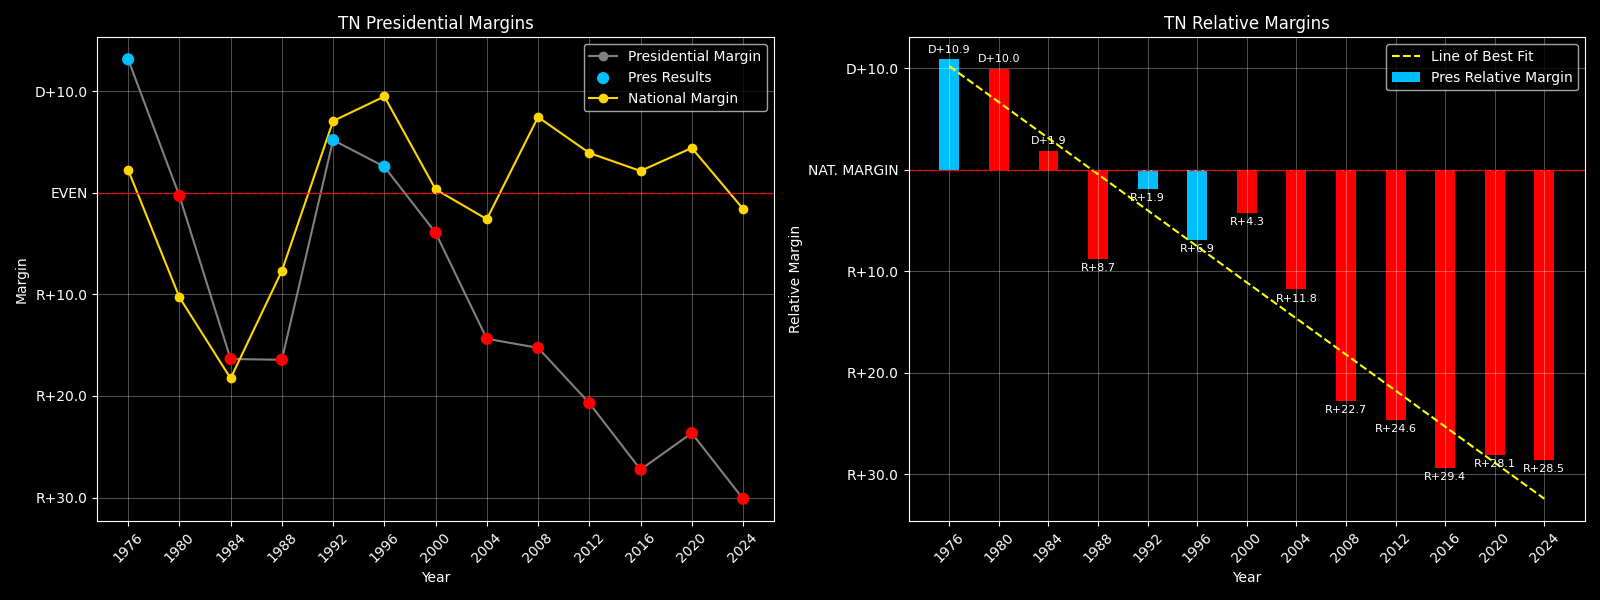 TN Presidential Margins
Presidential Margin
Pres Results
National Margin
D+10.0
EVEN
R+10.0
R+20.0
R+30.0
Margin
1976
1980
1984
1988
1992
1996
2000
2004
2008
2012
2016
2020
2024
Year
TN Relative Margins
Line of Best Fit
Pres Relative Margin
D+10.0
NAT. MARGIN
R+10.0
R+20.0
R+30.0
Relative Margin
D+10.9
D+10.0
D+1.9
R+8.7
R+1.9
R+6.9
R+4.3
R+11.8
R+22.7
R+24.6
R+29.4
R+28.1
R+28.5
1976
1980
1984
1988
1992
1996
2000
2004
2008
2012
2016
2020
2024
Year